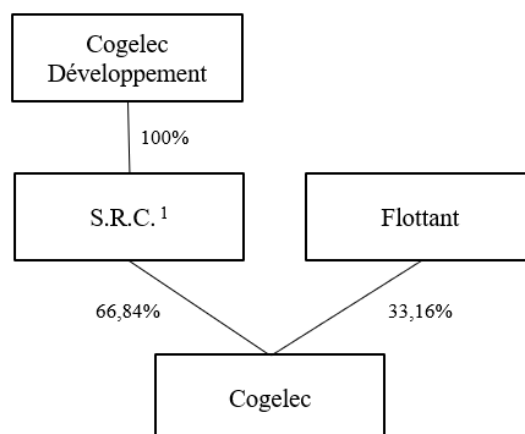 Cogelec
Développement
100%
S.R.C. 1
Flottant
66,84%
33,16%
Cogelec